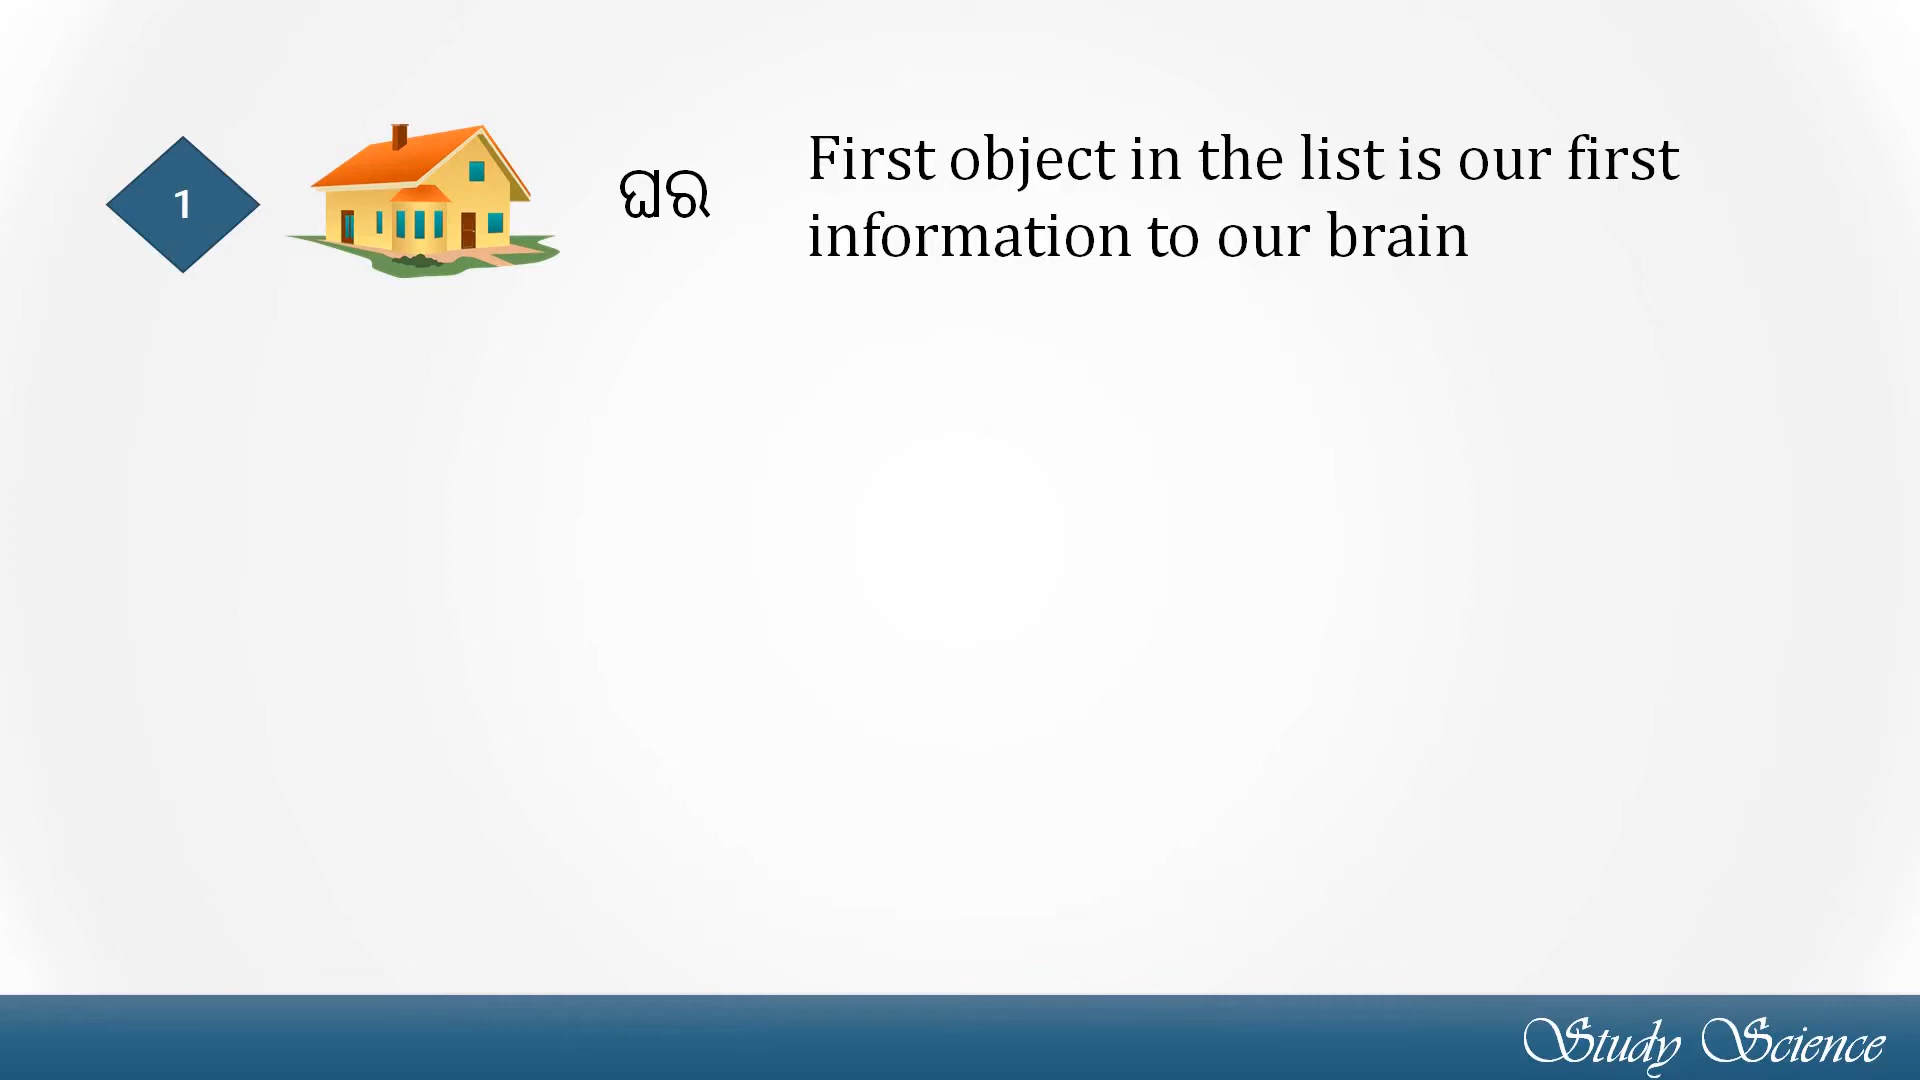 1
ଘର
First object in the list is our first
information to our brain
Study Science